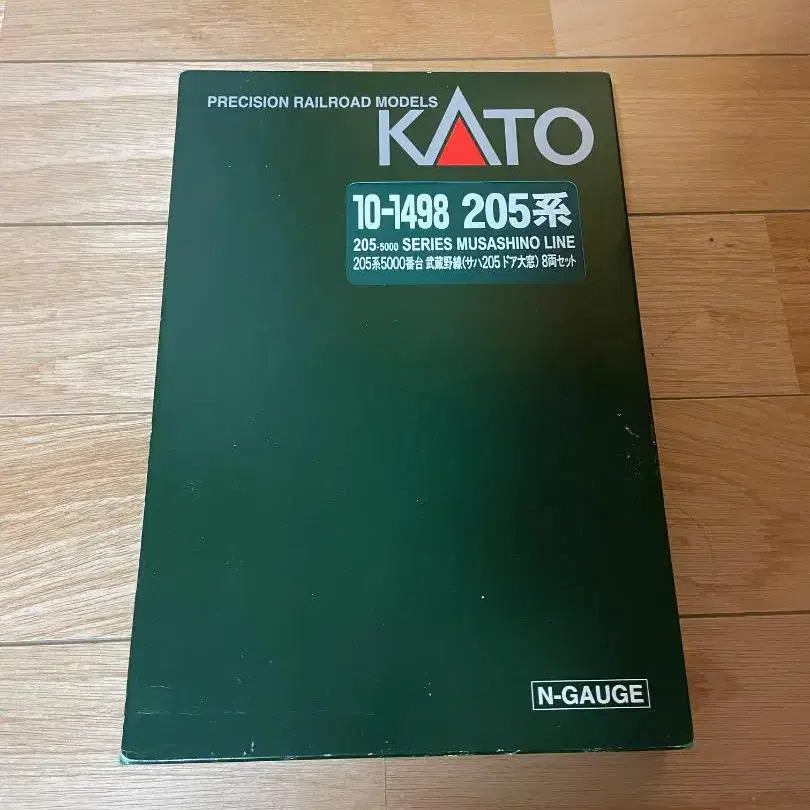 PRECISION RAILROAD MODELS
KATO
10-1498 205系
205-5000 SERIES MUSASHINO LINE
205系5000番台 武蔵野線(サハ205ドア大窓) 8両セット
N-GAUGE